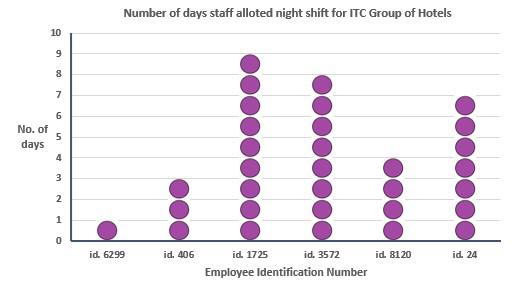 Number of days staff alloted night shift for ITC Group of Hotels
10
9
8
7
6
5
4
3
2
1
0
No. of
days
id. 6299 id. 406 id. 1725 id. 3572 id. 8120 id. 24
Employee Identification Number